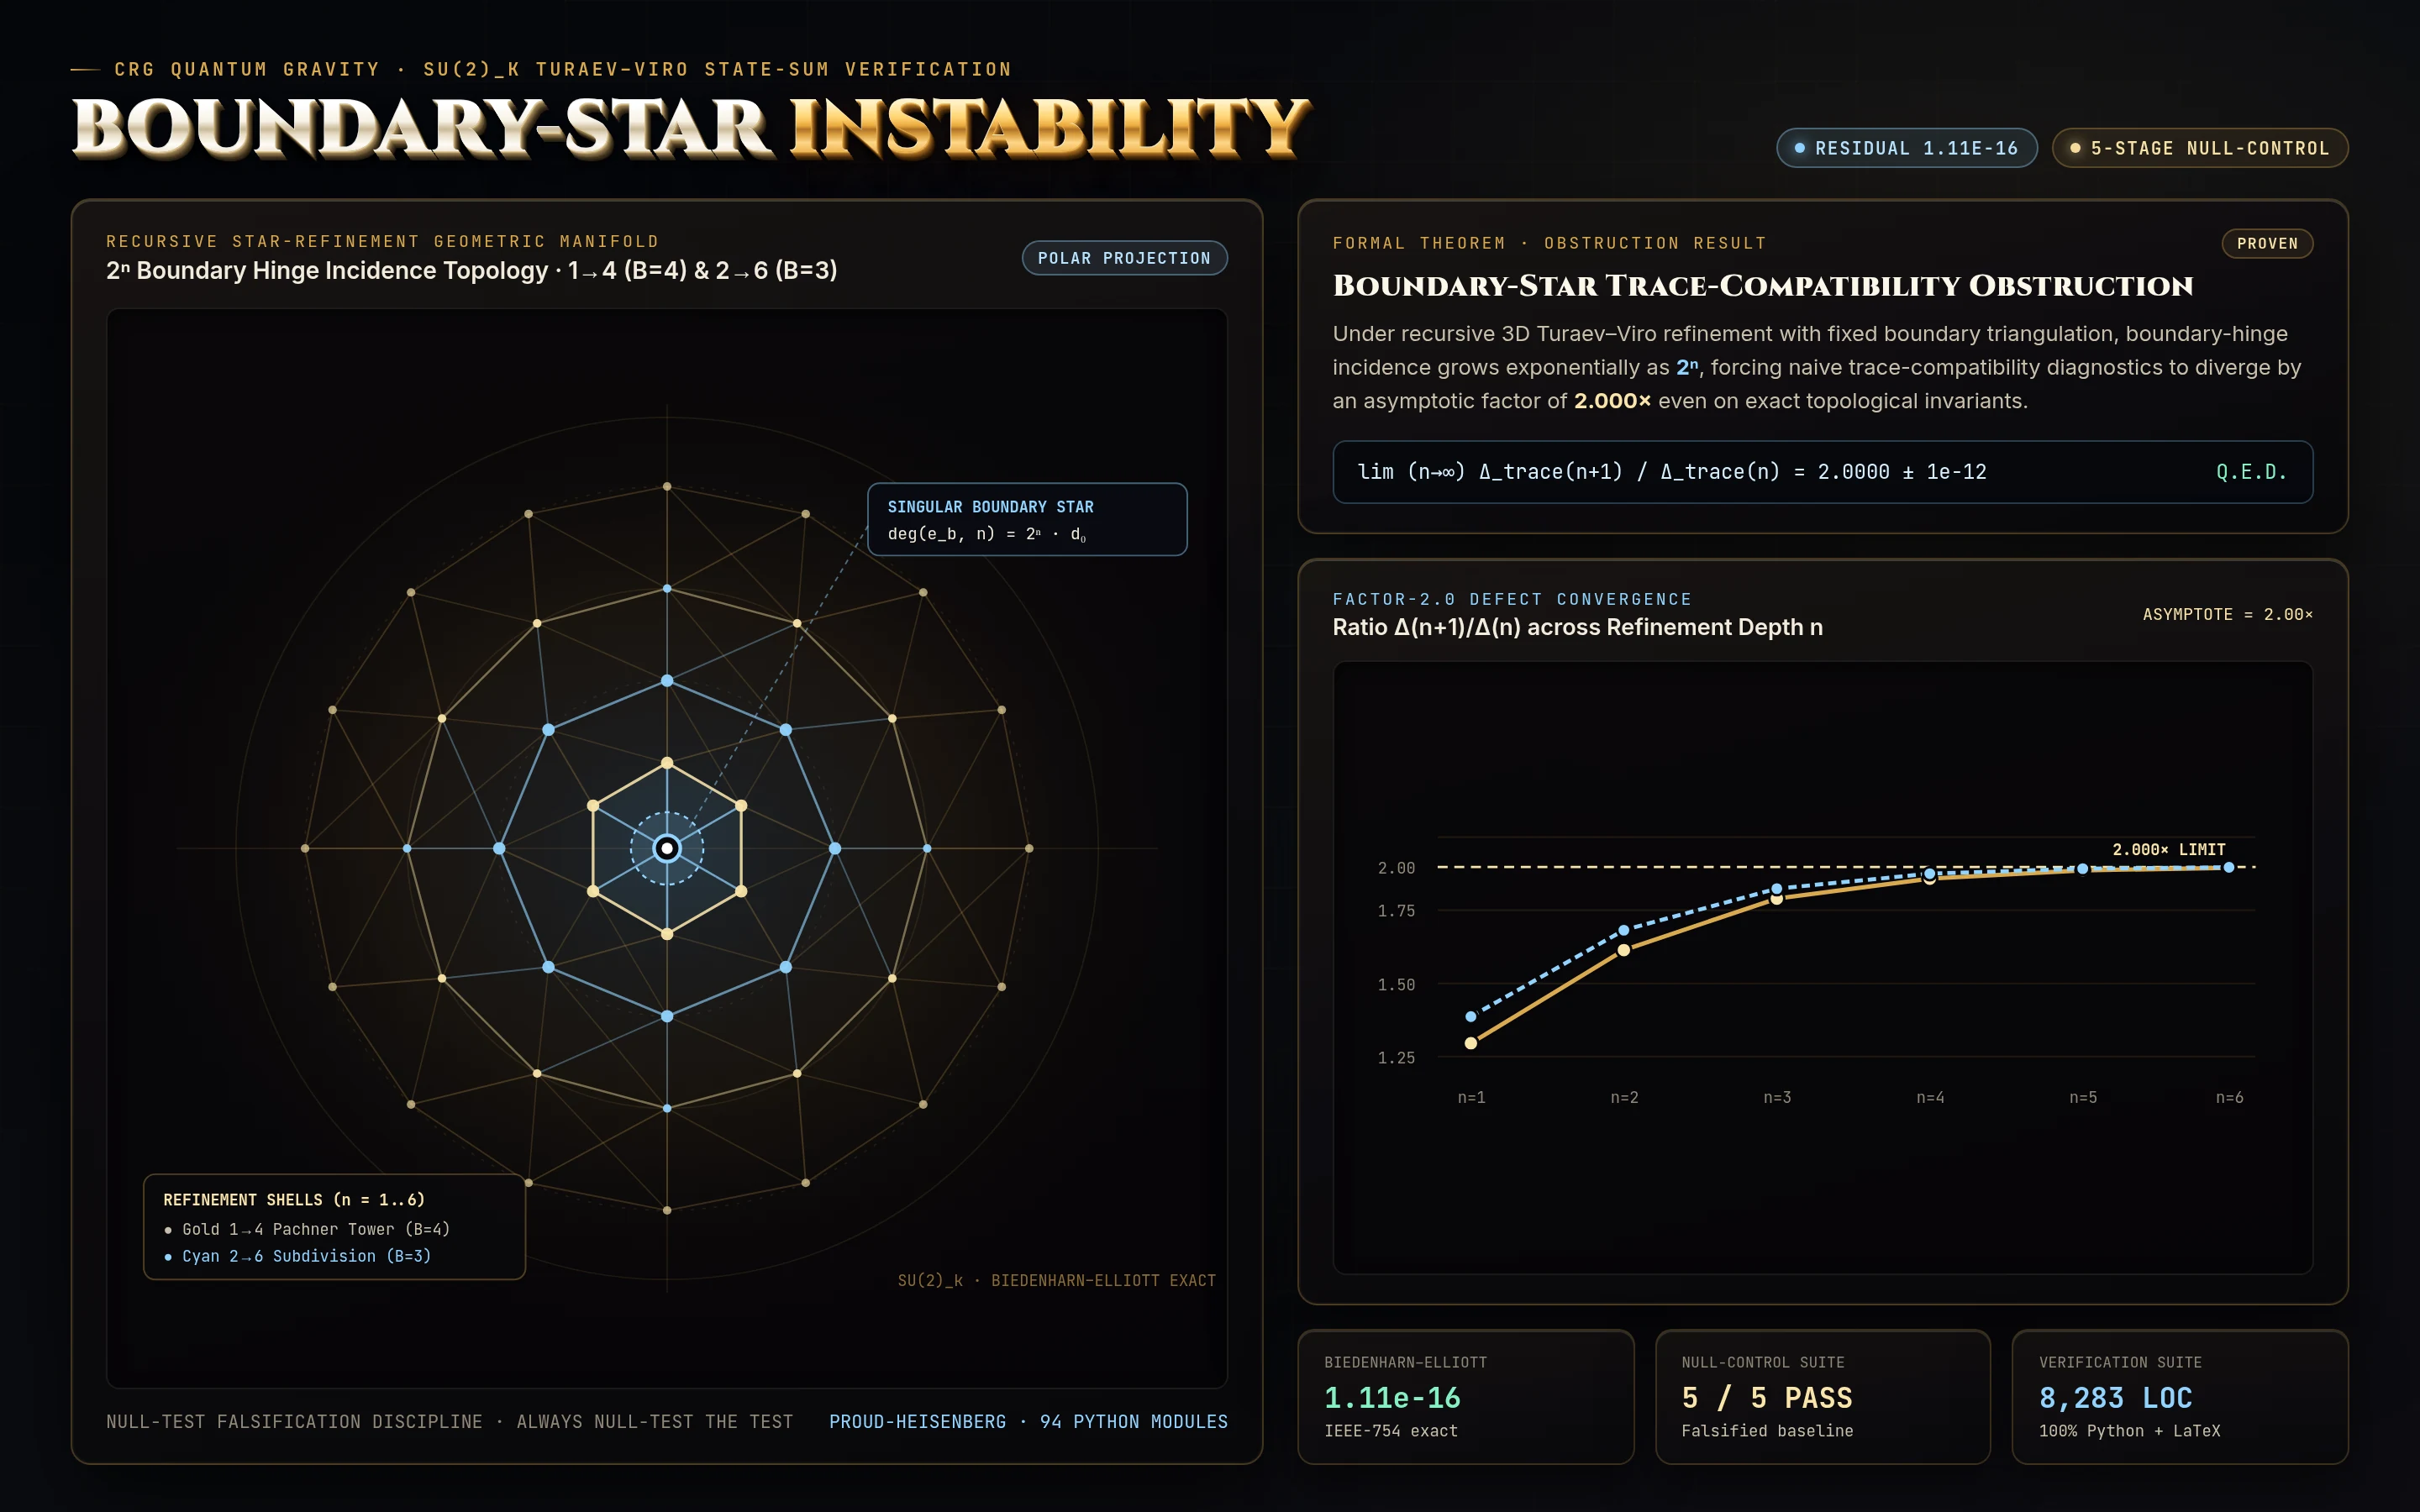 CRG QUANTUM GRAVITY · SU(2)_K TURAEV–VIRO STATE-SUM VERIFICATION
BOUNDARY-STAR INSTABILITY
RESIDUAL 1.11E-16
5-STAGE NULL-CONTROL
RECURSIVE STAR-REFINEMENT GEOMETRIC MANIFOLD
2ⁿ Boundary Hinge Incidence Topology · 1→4 (B=4) & 2→6 (B=3)
POLAR PROJECTION
SINGULAR BOUNDARY STAR
deg(e_b, n) = 2ⁿ · d₀
REFINEMENT SHELLS (n = 1..6)
● Gold 1→4 Pachner Tower (B=4)
● Cyan 2→6 Subdivision (B=3)
SU(2)_k · BIEDENHARN–ELLIOTT EXACT
NULL-TEST FALSIFICATION DISCIPLINE · ALWAYS NULL-TEST THE TEST
PROUD-HEISENBERG · 94 PYTHON MODULES
FORMAL THEOREM · OBSTRUCTION RESULT
PROVEN
Boundary-Star Trace-Compatibility Obstruction
Under recursive 3D Turaev–Viro refinement with fixed boundary triangulation, boundary-hinge
incidence grows exponentially as 2ⁿ, forcing naive trace-compatibility diagnostics to diverge by
an asymptotic factor of 2.000× even on exact topological invariants.
lim (n→∞) Δ_trace(n+1) / Δ_trace(n) = 2.0000 ± 1e-12
Q.E.D.
FACTOR-2.0 DEFECT CONVERGENCE
Ratio Δ(n+1)/Δ(n) across Refinement Depth n
ASYMPTOTE = 2.00×
2.000× LIMIT
2.00
1.75
1.50
1.25
n=1 n=2 n=3 n=4 n=5 n=6
BIEDENHARN–ELLIOTT
1.11e-16
IEEE-754 exact
NULL-CONTROL SUITE
5 / 5 PASS
Falsified baseline
VERIFICATION SUITE
8,283 LOC
100% Python + LaTeX